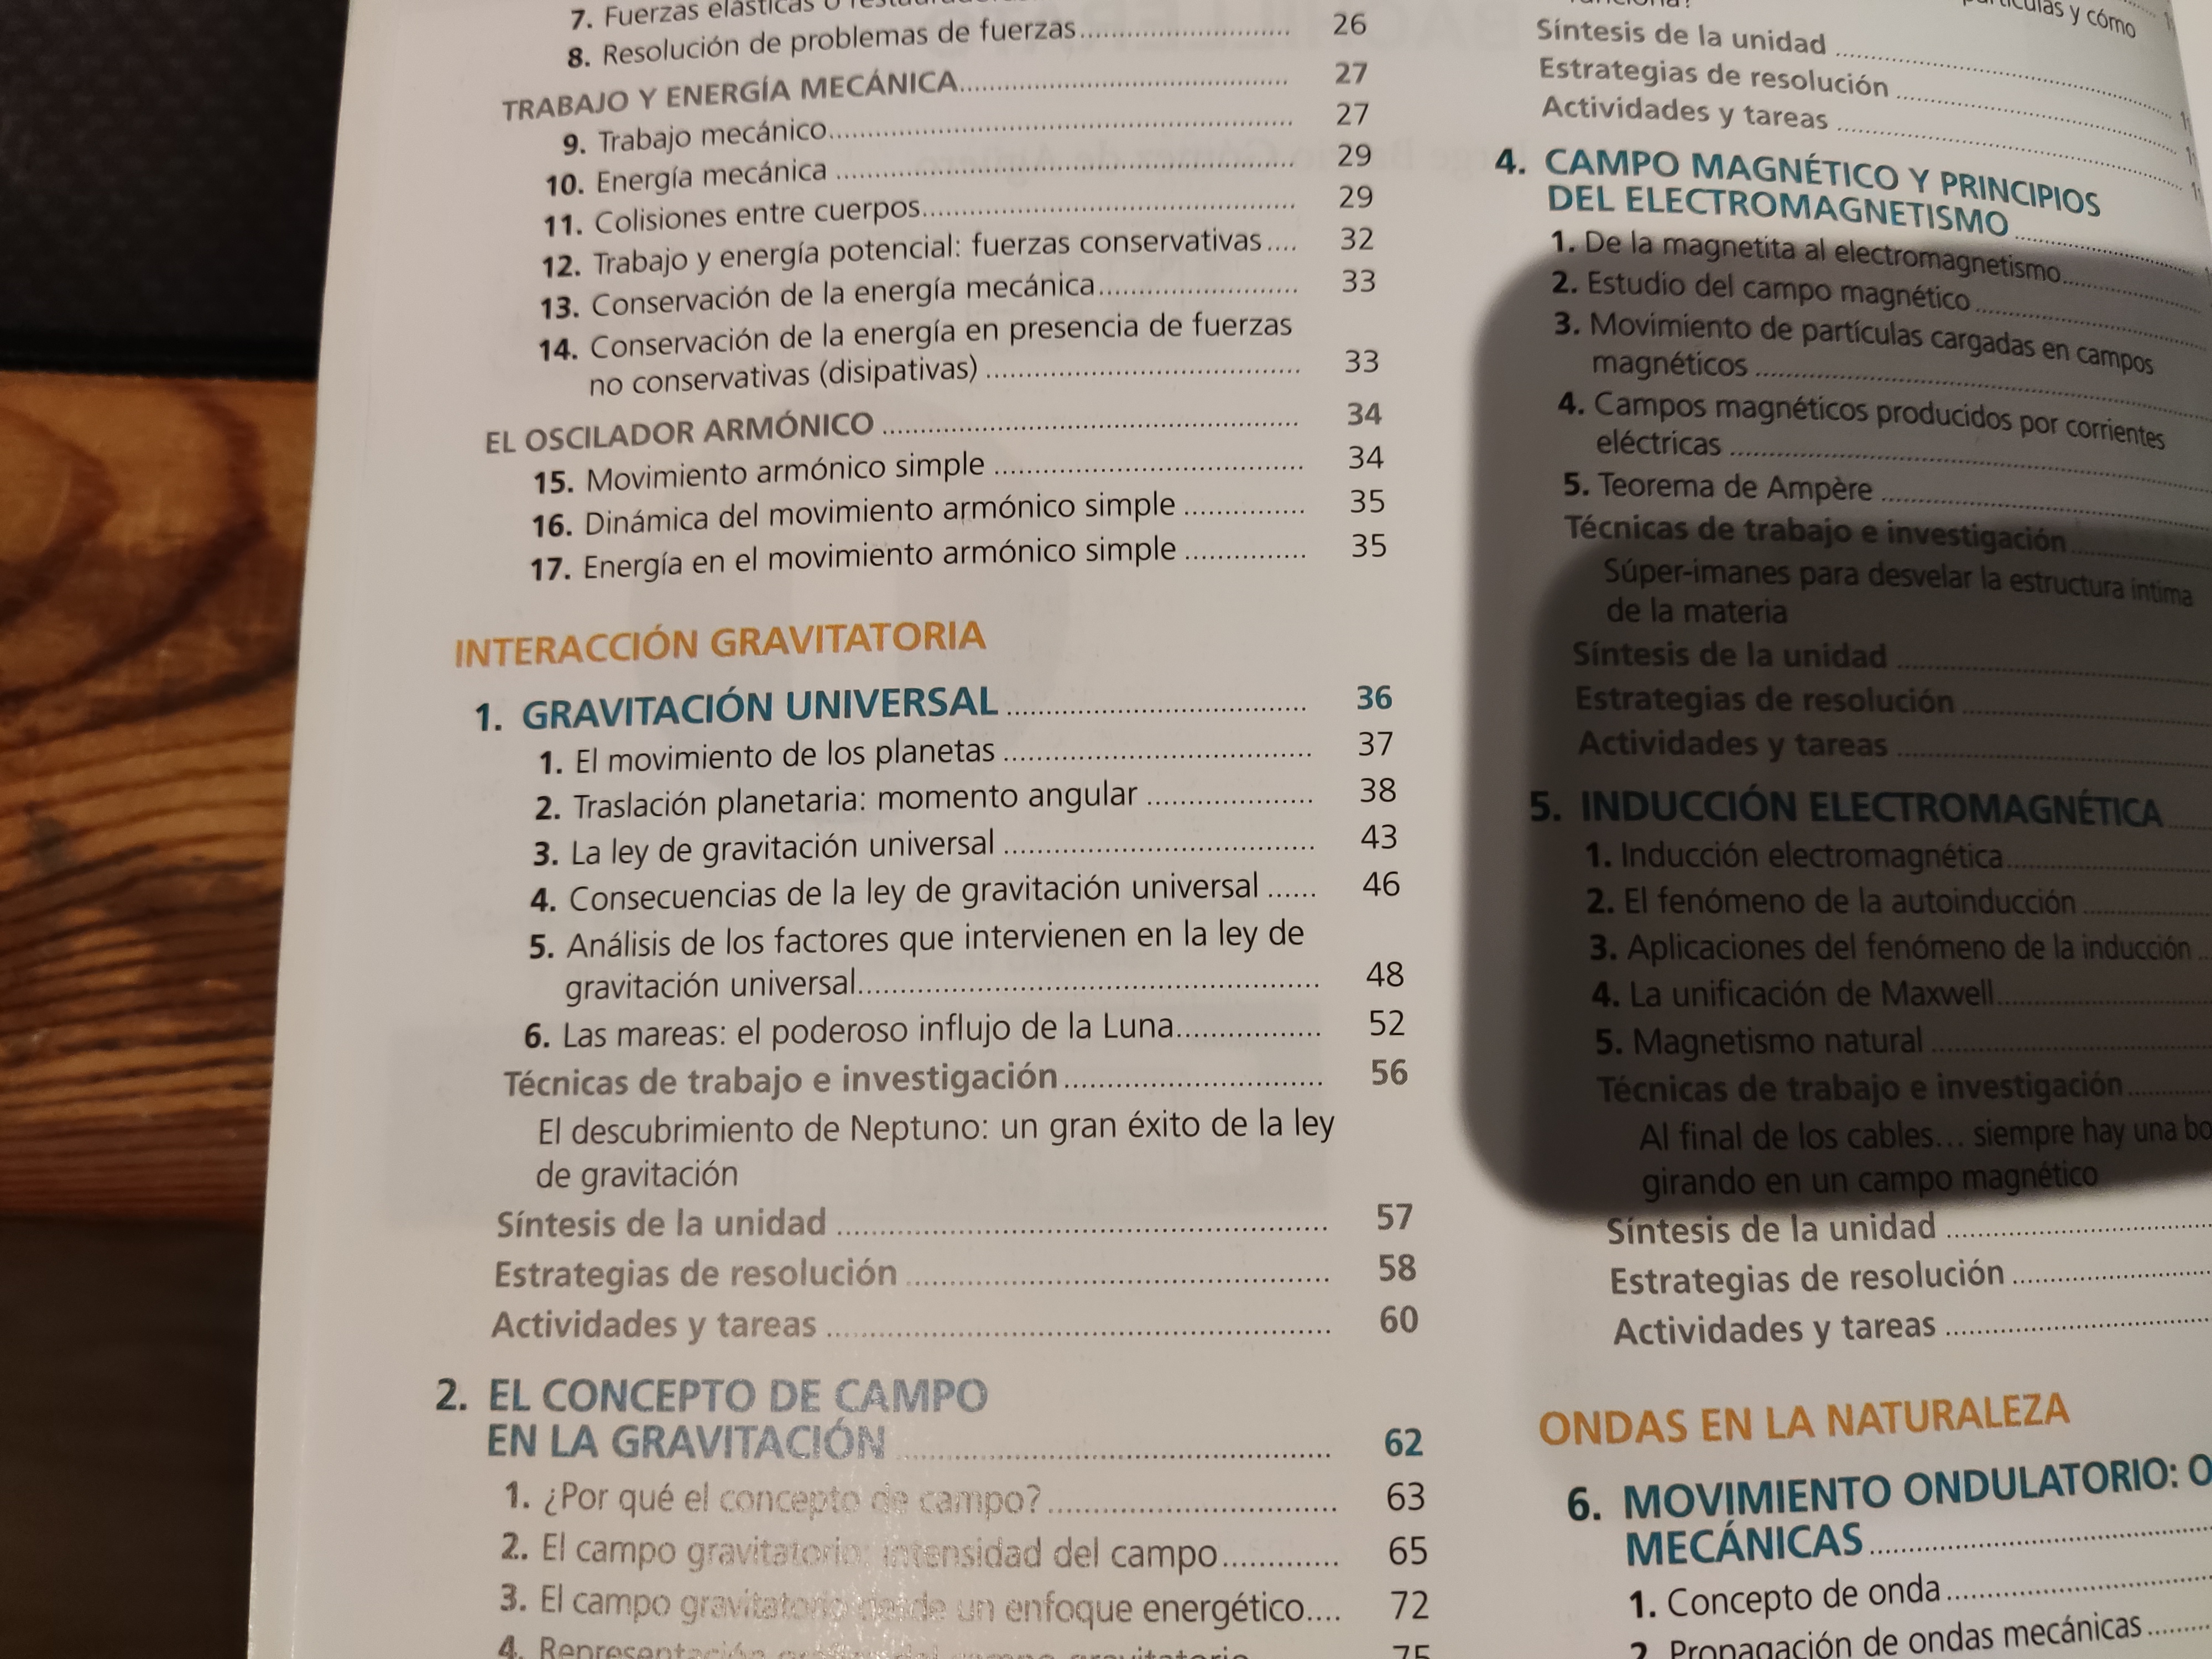 7. Fuerzas elásticas o
8. Resolución de problemas de fuerzas 26
TRABAJO Y ENERGÍA MECÁNICA 27
9. Trabajo mecánico 27
10. Energía mecánica 29
11. Colisiones entre cuerpos 29
12. Trabajo y energía potencial: fuerzas conservativas 32
13. Conservación de la energía mecánica 33
14. Conservación de la energía en presencia de fuerzas
no conservativas (disipativas) 33
EL OSCILADOR ARMÓNICO 34
15. Movimiento armónico simple 34
16. Dinámica del movimiento armónico simple 35
17. Energía en el movimiento armónico simple 35
INTERACCIÓN GRAVITATORIA
1. GRAVITACIÓN UNIVERSAL 36
1. El movimiento de los planetas 37
2. Traslación planetaria: momento angular 38
3. La ley de gravitación universal 43
4. Consecuencias de la ley de gravitación universal 46
5. Análisis de los factores que intervienen en la ley de
gravitación universal 48
6. Las mareas: el poderoso influjo de la Luna 52
Técnicas de trabajo e investigación 56
El descubrimiento de Neptuno: un gran éxito de la ley
de gravitación
Síntesis de la unidad 57
Estrategias de resolución 58
Actividades y tareas 60
2. EL CONCEPTO DE CAMPO
EN LA GRAVITACIÓN 62
1. ¿Por qué el concepto de campo? 63
2. El campo gravitatorio: intensidad del campo 65
3. El campo gravitatorio desde un enfoque energético 72
4. 75
y cómo
Síntesis de la unidad
Estrategias de resolución
Actividades y tareas
4. CAMPO MAGNÉTICO Y PRINCIPIOS
DEL ELECTROMAGNETISMO
1. De la magnetita al electromagnetismo
2. Estudio del campo magnético
3. Movimiento de partículas cargadas en campos
magnéticos
4. Campos magnéticos producidos por corrientes
eléctricas
5. Teorema de Ampère
Técnicas de trabajo e investigación
Súper-imanes para desvelar la estructura íntima
de la materia
Síntesis de la unidad
Estrategias de resolución
Actividades y tareas
5. INDUCCIÓN ELECTROMAGNÉTICA
1. Inducción electromagnética
2. El fenómeno de la autoinducción
3. Aplicaciones del fenómeno de la inducción
4. La unificación de Maxwell
5. Magnetismo natural
Técnicas de trabajo e investigación
Al final de los cables... siempre hay una bo
girando en un campo magnético
Síntesis de la unidad
Estrategias de resolución
Actividades y tareas
ONDAS EN LA NATURALEZA
6. MOVIMIENTO ONDULATORIO: O
MECÁNICAS
1. Concepto de onda
2. Propagación de ondas mecánicas